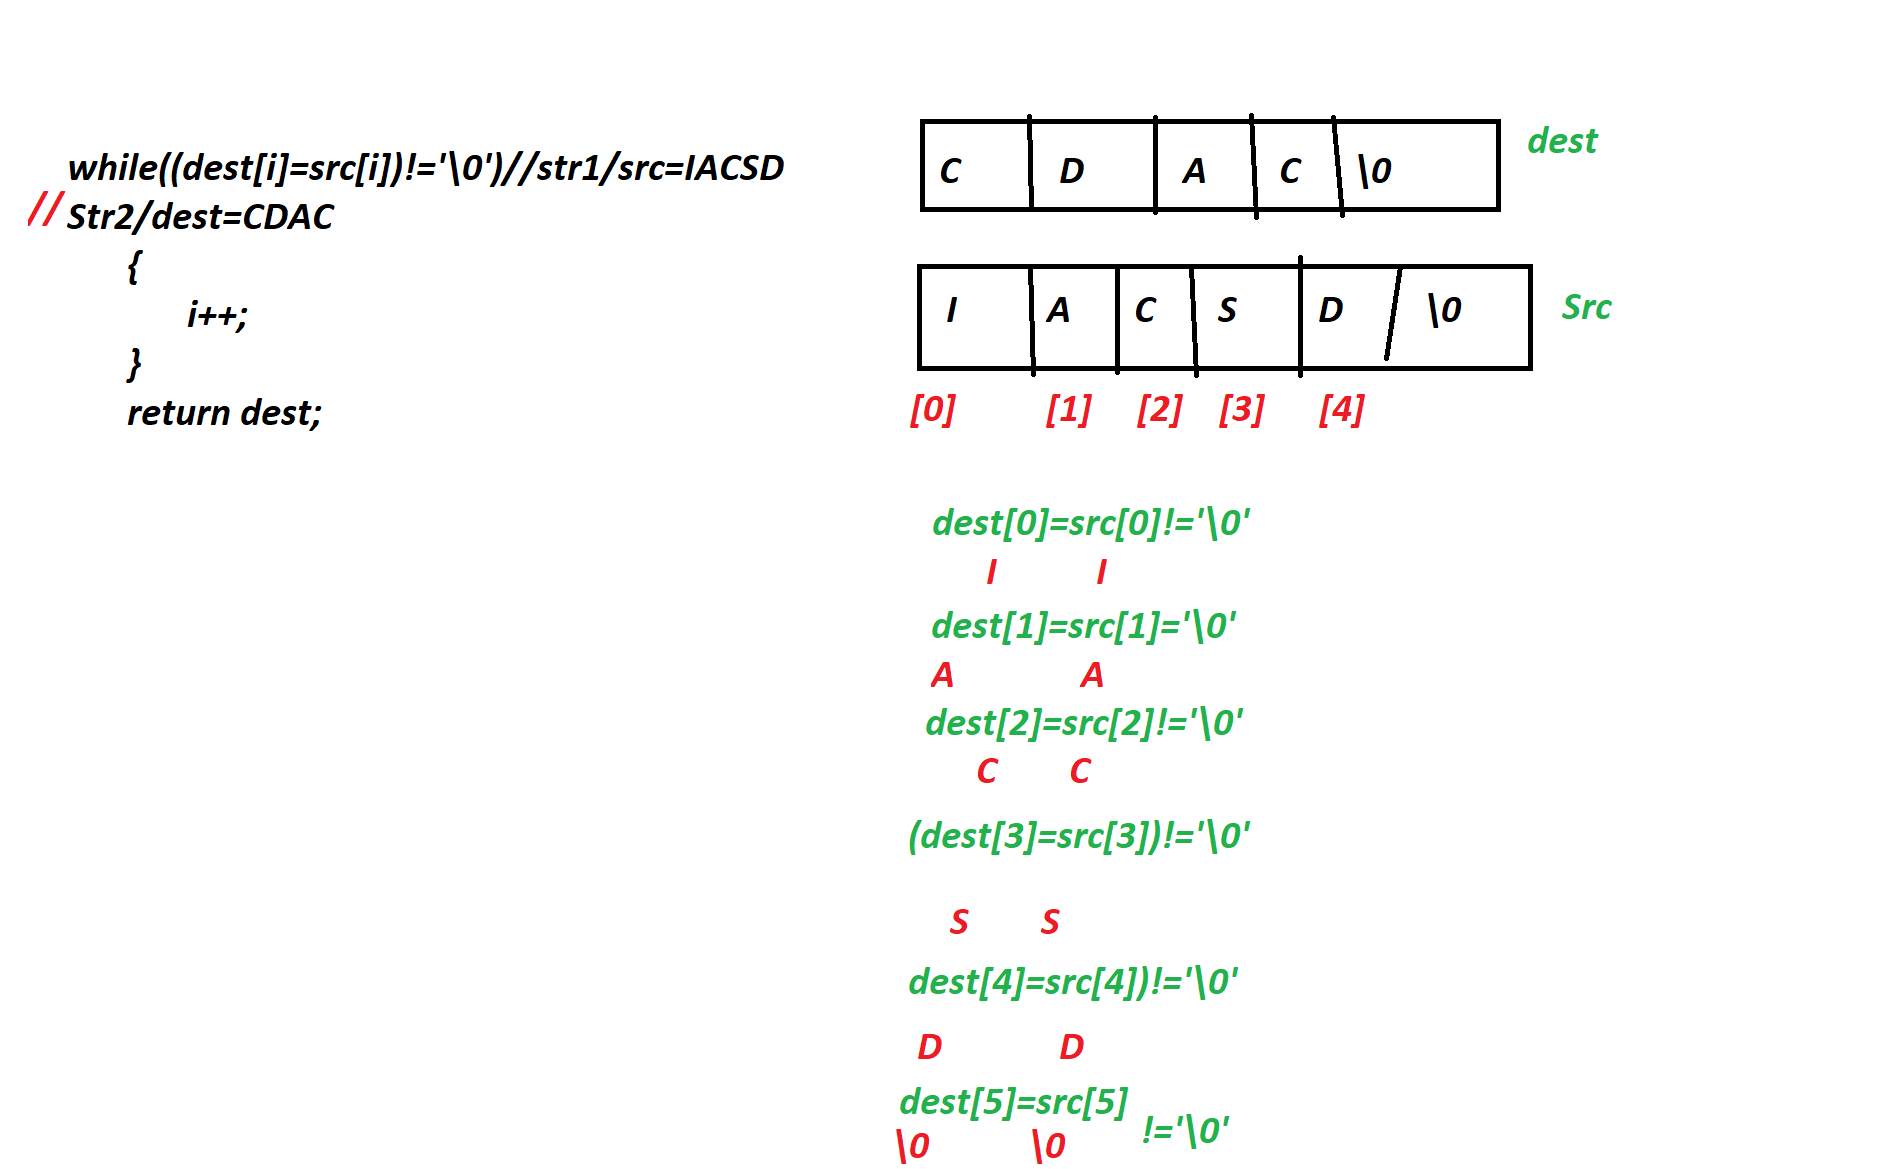 while((dest[i]=src[i])!='\0')//str1/src=IACSD
// Str2/dest=CDAC
{
i++;
}
return dest;
C D A C \0 dest
I A C S D \0 Src
[0] [1] [2] [3] [4]
dest[0]=src[0]!='\0'
I I
dest[1]=src[1]='\0'
A A
dest[2]=src[2]!='\0'
C C
(dest[3]=src[3])!='\0'
S S
dest[4]=src[4])!='\0'
D D
dest[5]=src[5]
!='\0'
\0 \0